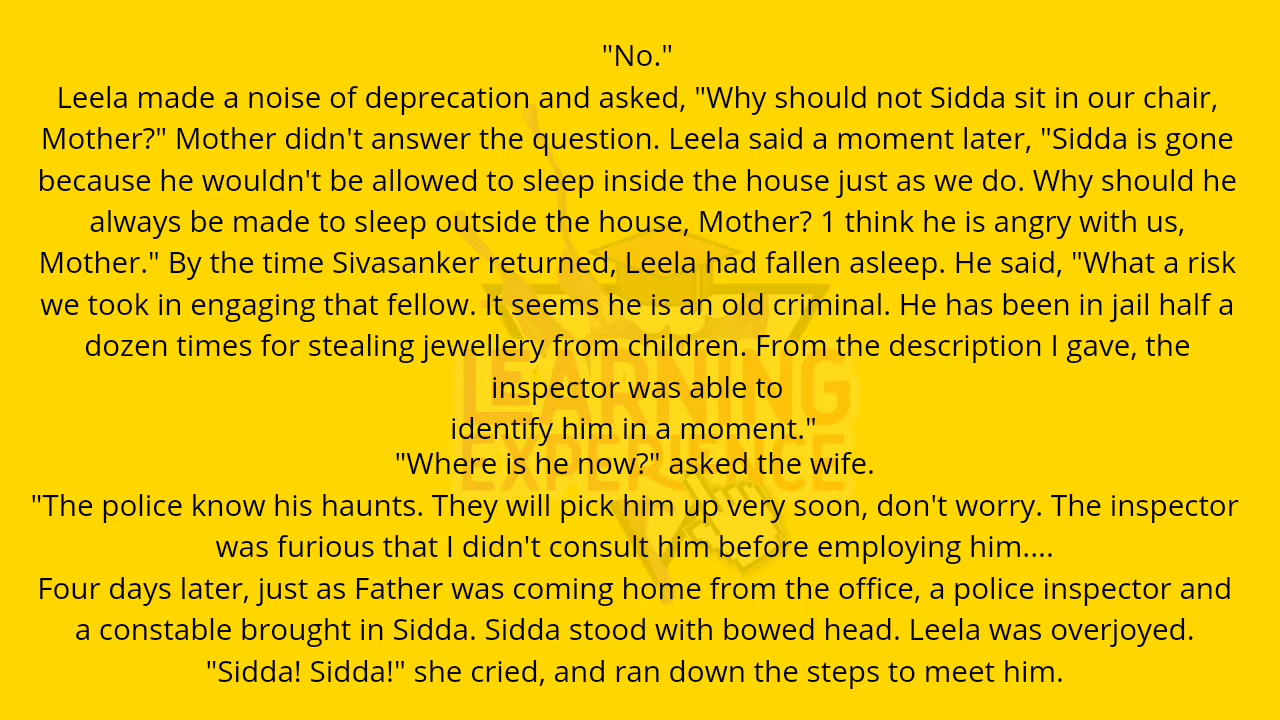 "No."
Leela made a noise of deprecation and asked, "Why should not Sidda sit in our chair,
Mother?" Mother didn't answer the question. Leela said a moment later, "Sidda is gone
because he wouldn't be allowed to sleep inside the house just as we do. Why should he
always be made to sleep outside the house, Mother? 1 think he is angry with us,
Mother." By the time Sivasanker returned, Leela had fallen asleep. He said, "What a risk
we took in engaging that fellow. It seems he is an old criminal. He has been in jail half a
dozen times for stealing jewellery from children. From the description I gave, the
inspector was able to
identify him in a moment."
"Where is he now?" asked the wife.
"The police know his haunts. They will pick him up very soon, don't worry. The inspector
was furious that I didn't consult him before employing him....
Four days later, just as Father was coming home from the office, a police inspector and
a constable brought in Sidda. Sidda stood with bowed head. Leela was overjoyed.
"Sidda! Sidda!" she cried, and ran down the steps to meet him.
LEARNING
EXPERIENCE